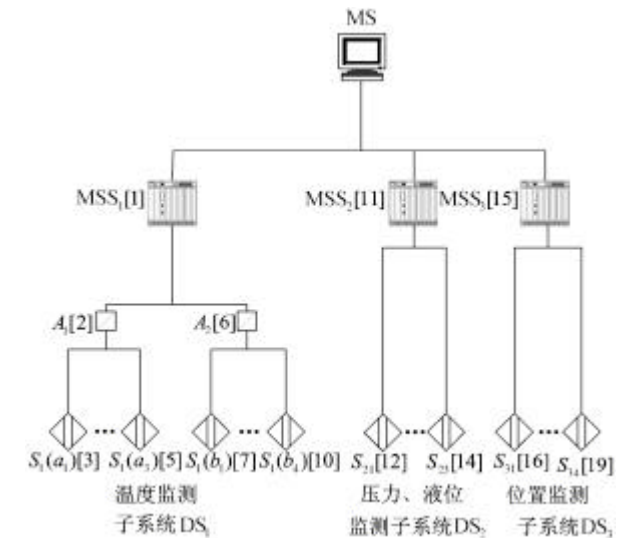 MS
MSS₁[1] MSS₂[11] MSS₃[15]
A₁[2] A₂[6]
S₁(a₁)[3] S₁(a₃)[5] S₁(b₁)[7] S₁(b₄)[10] S₂₁[12] S₂₃[14] S₃₁[16] S₃₄[19]
温度监测 压力、液位 位置监测
子系统DS₁ 监测子系统DS₂ 子系统DS₃